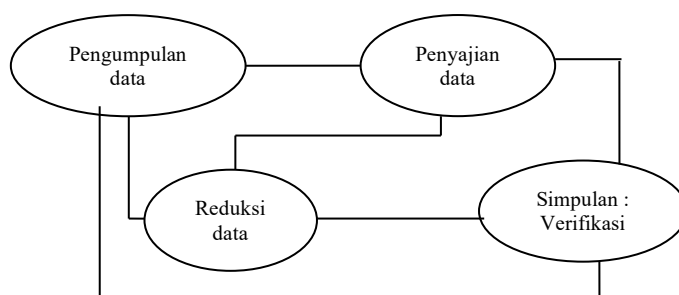 Pengumpulan
data
Penyajian
data
Reduksi
data
Simpulan :
Verifikasi